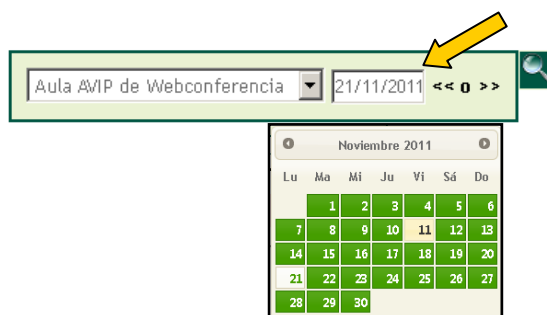 Aula AVIP de Webconferencia 21/11/2011 << 0 >>
Noviembre 2011
Lu Ma Mi Ju Vi Sá Do
1 2 3 4 5 6
7 8 9 10 11 12 13
14 15 16 17 18 19 20
21 22 23 24 25 26 27
28 29 30